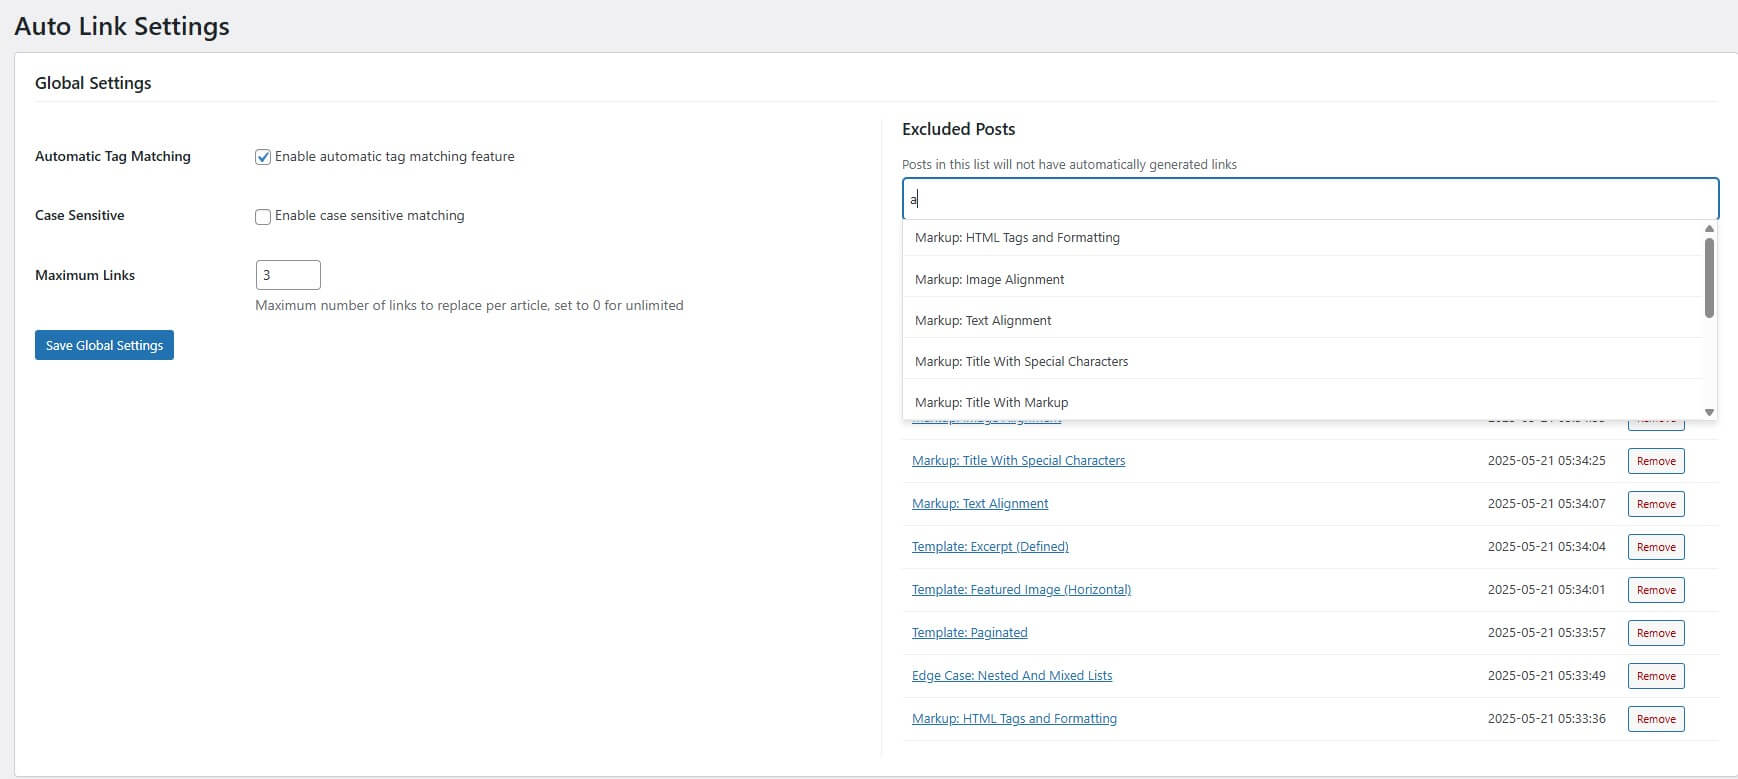 Auto Link Settings
Global Settings
Automatic Tag Matching
Enable automatic tag matching feature
Case Sensitive
Enable case sensitive matching
Maximum Links
3
Maximum number of links to replace per article, set to 0 for unlimited
Save Global Settings
Excluded Posts
Posts in this list will not have automatically generated links
a
Markup: HTML Tags and Formatting
Markup: Image Alignment
Markup: Text Alignment
Markup: Title With Special Characters
Markup: Title With Markup
Markup: Title With Special Characters 2025-05-21 05:34:25 Remove
Markup: Text Alignment 2025-05-21 05:34:07 Remove
Template: Excerpt (Defined) 2025-05-21 05:34:04 Remove
Template: Featured Image (Horizontal) 2025-05-21 05:34:01 Remove
Template: Paginated 2025-05-21 05:33:57 Remove
Edge Case: Nested And Mixed Lists 2025-05-21 05:33:49 Remove
Markup: HTML Tags and Formatting 2025-05-21 05:33:36 Remove